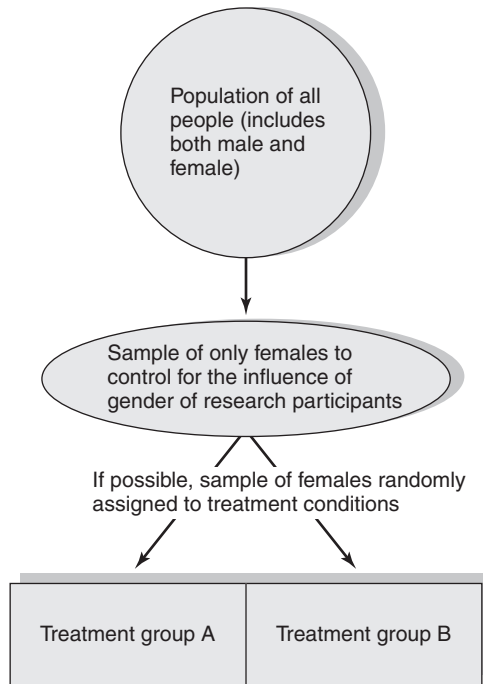 Population of all
people (includes
both male and
female)
Sample of only females to
control for the influence of
gender of research participants
If possible, sample of females randomly
assigned to treatment conditions
Treatment group A
Treatment group B